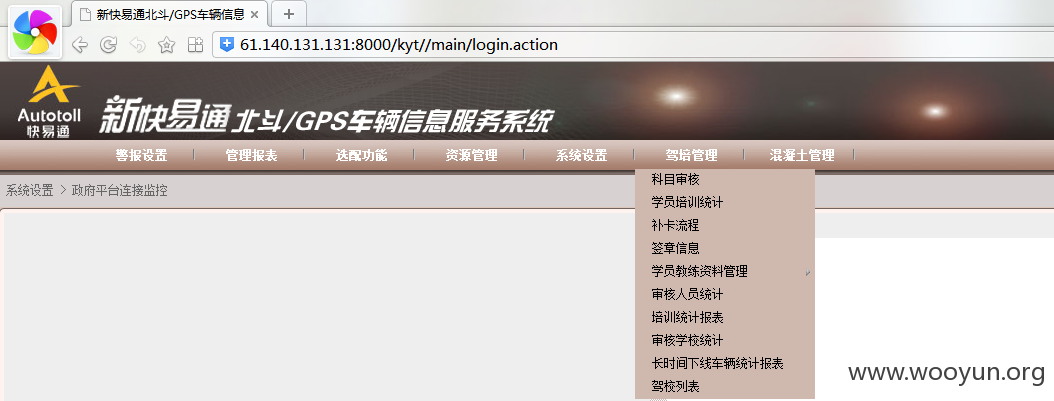 新快易通北斗/GPS车辆信息
61.140.131.131:8000/kyt//main/login.action
Autotoll
快易通
新快易通 北斗/GPS车辆信息服务系统
警报设置 管理报表 选配功能 资源管理 系统设置 驾培管理 混凝土管理
系统设置 > 政府平台连接监控
科目审核
学员培训统计
补卡流程
签章信息
学员教练资料管理
审核人员统计
培训统计报表
审核学校统计
长时间下线车辆统计报表
驾校列表
www.wooyun.org